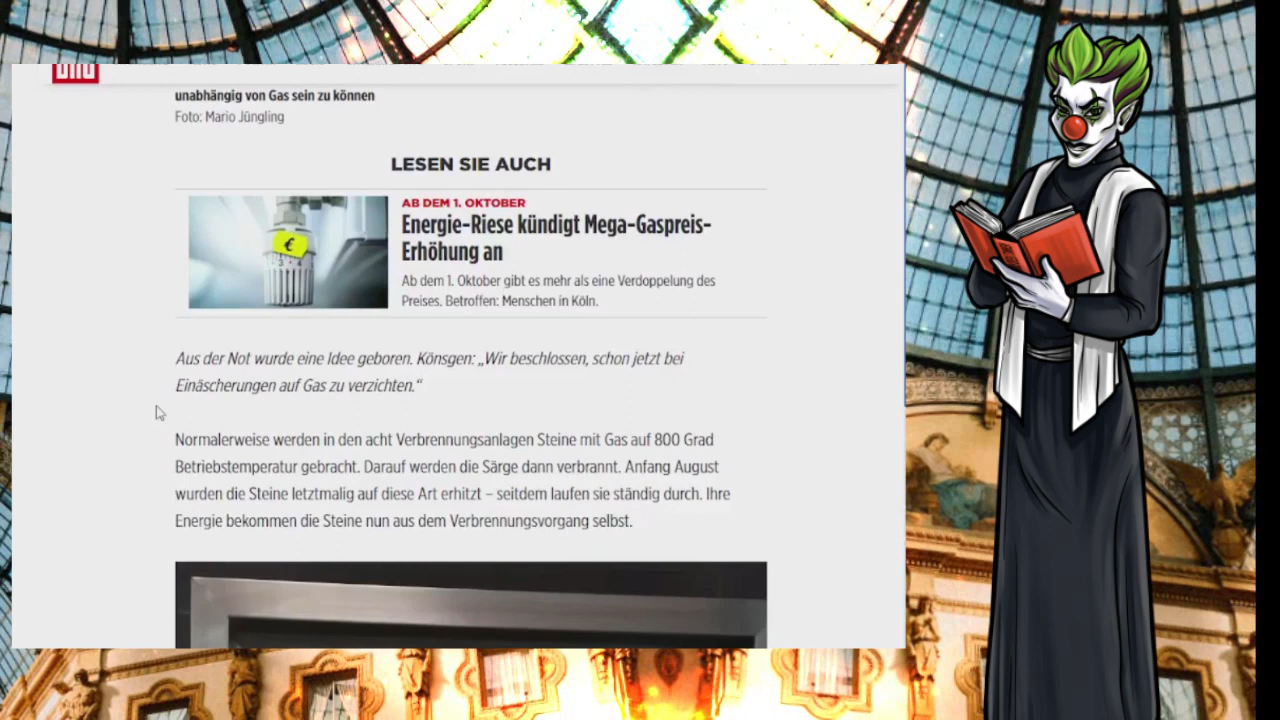 unabhängig von Gas sein zu können
Foto: Mario Jüngling
LESEN SIE AUCH
AB DEM 1. OKTOBER
Energie-Riese kündigt Mega-Gaspreis-
Erhöhung an
Ab dem 1. Oktober gibt es mehr als eine Verdoppelung des
Preises. Betroffen: Menschen in Köln.
€
Aus der Not wurde eine Idee geboren. Könsgen: „Wir beschlossen, schon jetzt bei
Einäscherungen auf Gas zu verzichten.“
Normalerweise werden in den acht Verbrennungsanlagen Steine mit Gas auf 800 Grad
Betriebstemperatur gebracht. Darauf werden die Särge dann verbrannt. Anfang August
wurden die Steine letztmalig auf diese Art erhitzt – seitdem laufen sie ständig durch. Ihre
Energie bekommen die Steine nun aus dem Verbrennungsvorgang selbst.